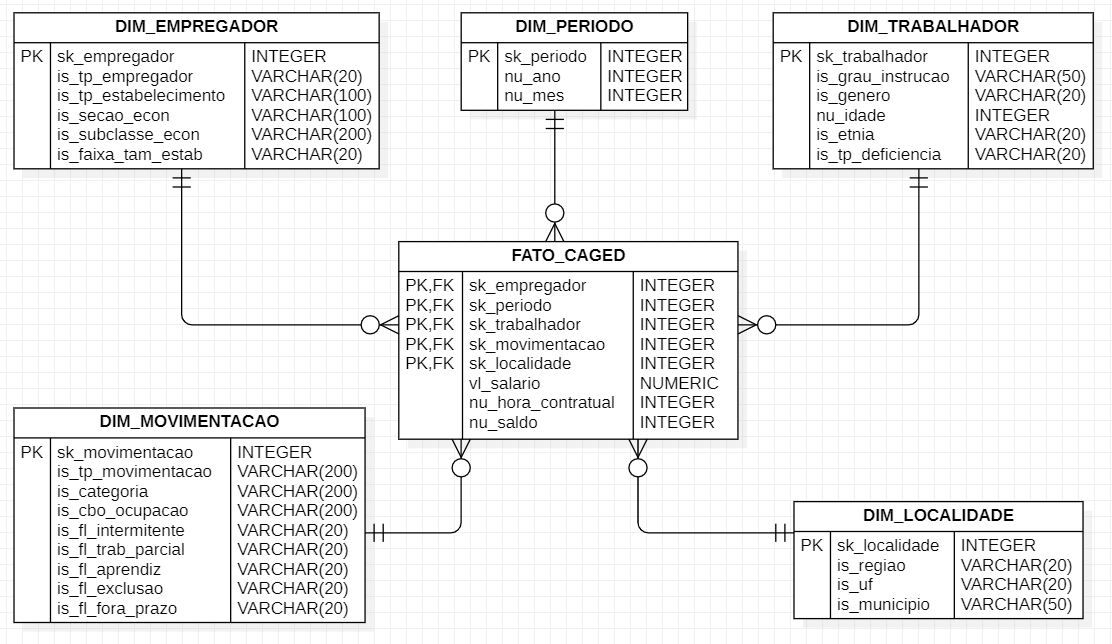 DIM_EMPREGADOR
PK sk_empregador INTEGER
is_tp_empregador VARCHAR(20)
is_tp_estabelecimento VARCHAR(100)
is_secao_econ VARCHAR(100)
is_subclasse_econ VARCHAR(200)
is_faixa_tam_estab VARCHAR(20)
DIM_PERIODO
PK sk_periodo INTEGER
nu_ano INTEGER
nu_mes INTEGER
DIM_TRABALHADOR
PK sk_trabalhador INTEGER
is_grau_instrucao VARCHAR(50)
is_genero VARCHAR(20)
nu_idade INTEGER
is_etnia VARCHAR(20)
is_tp_deficiencia VARCHAR(20)
FATO_CAGED
PK,FK sk_empregador INTEGER
PK,FK sk_periodo INTEGER
PK,FK sk_trabalhador INTEGER
PK,FK sk_movimentacao INTEGER
PK,FK sk_localidade INTEGER
vl_salario NUMERIC
nu_hora_contratual INTEGER
nu_saldo INTEGER
DIM_MOVIMENTACAO
PK sk_movimentacao INTEGER
is_tp_movimentacao VARCHAR(200)
is_categoria VARCHAR(200)
is_cbo_ocupacao VARCHAR(200)
is_fl_intermitente VARCHAR(20)
is_fl_trab_parcial VARCHAR(20)
is_fl_aprendiz VARCHAR(20)
is_fl_exclusao VARCHAR(20)
is_fl_fora_prazo VARCHAR(20)
DIM_LOCALIDADE
PK sk_localidade INTEGER
is_regiao VARCHAR(20)
is_uf VARCHAR(20)
is_municipio VARCHAR(50)